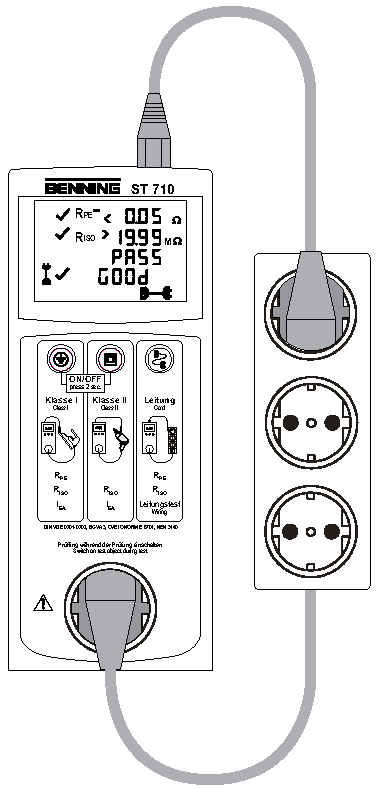 BENNING ST 710
✓ RPE < 0.05 Ω
✓ RISO > 19.99 MΩ
PASS
✓ GOOd
ON/OFF
press 2 sec.
Klasse I Klasse II Leitung
Class I Class II Cord
RPE RPE
RISO RISO RISO
IEA IEA Leitungstest
Wiring
Prüfling während der Prüfung einschalten
Switch on test object during test.